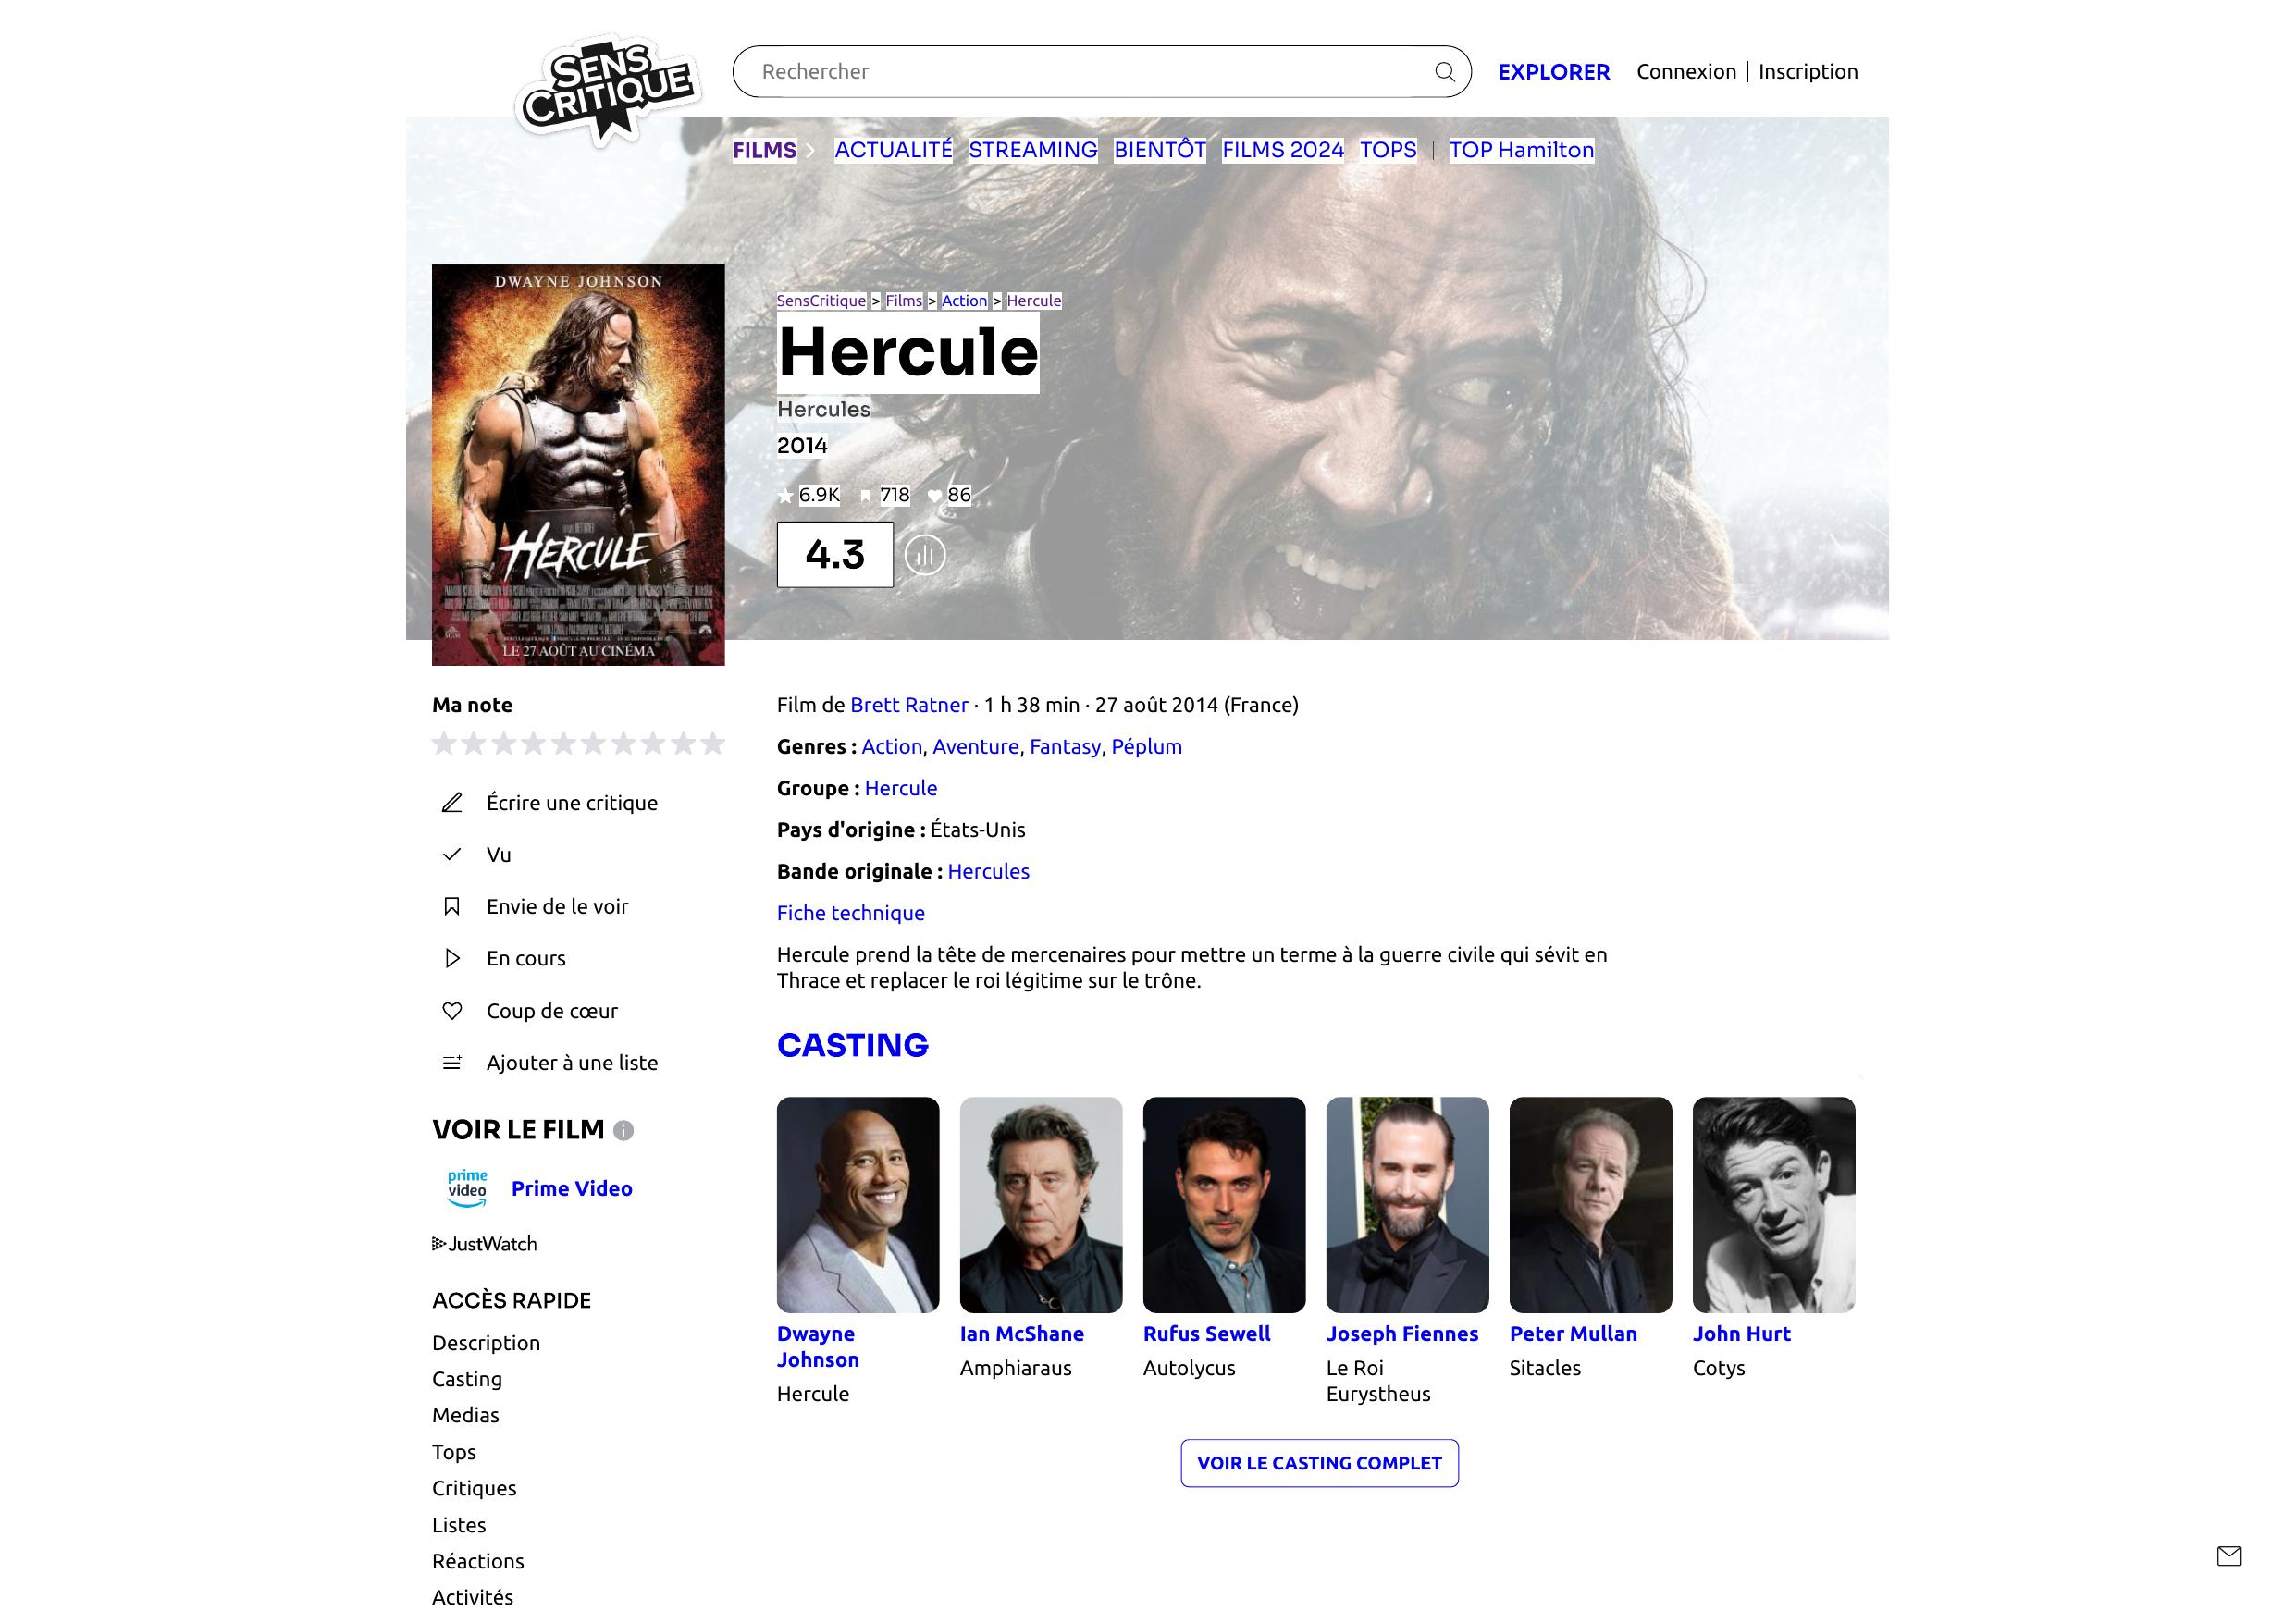 SENS
CRITIQUE
Rechercher
EXPLORER
Connexion | Inscription
FILMS
ACTUALITÉ
STREAMING
BIENTÔT
FILMS 2024
TOPS
|
TOP Hamilton
DWAYNE JOHNSON
HERCULE
MGM
LE 27 AOÛT AU CINÉMA
SensCritique > Films > Action > Hercule
Hercule
Hercules
2014
6.9K 718 86
4.3
Ma note
Écrire une critique
Vu
Envie de le voir
En cours
Coup de cœur
Ajouter à une liste
VOIR LE FILM
prime
video
Prime Video
JustWatch
ACCÈS RAPIDE
Description
Casting
Medias
Tops
Critiques
Listes
Réactions
Activités
Film de Brett Ratner · 1 h 38 min · 27 août 2014 (France)
Genres : Action, Aventure, Fantasy, Péplum
Groupe : Hercule
Pays d'origine : États-Unis
Bande originale : Hercules
Fiche technique
Hercule prend la tête de mercenaires pour mettre un terme à la guerre civile qui sévit en
Thrace et replacer le roi légitime sur le trône.
CASTING
Dwayne
Johnson
Hercule
Ian McShane
Amphiaraus
Rufus Sewell
Autolycus
Joseph Fiennes
Le Roi
Eurystheus
Peter Mullan
Sitacles
John Hurt
Cotys
VOIR LE CASTING COMPLET